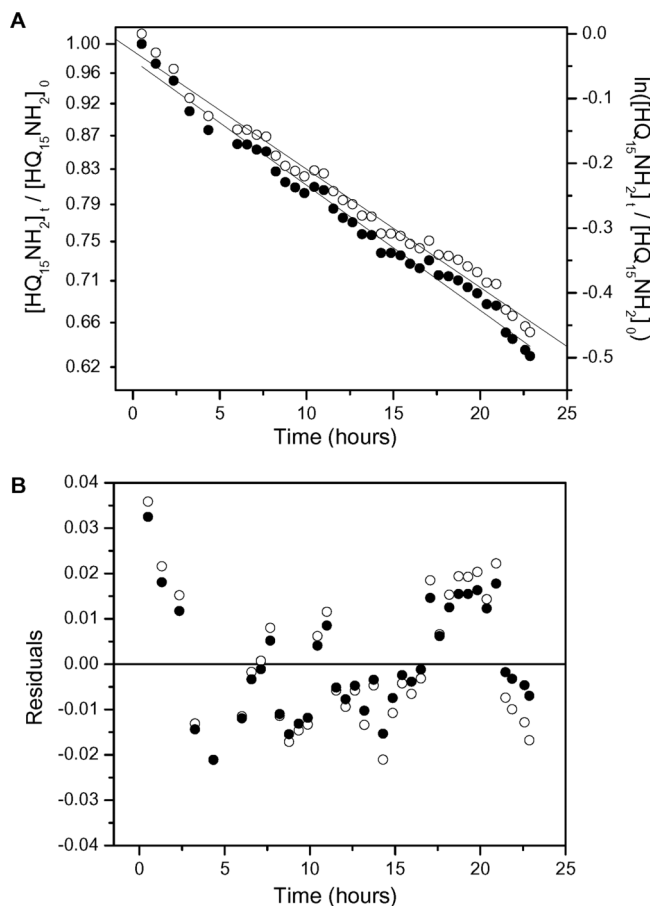 A
[HQ15NH2]t / [HQ15NH2]0
1.00
0.96
0.92
0.87
0.83
0.79
0.75
0.71
0.66
0.62
0.0
-0.1
-0.2
-0.3
-0.4
-0.5
ln([HQ15NH2]t / [HQ15NH2]0)
0 5 10 15 20 25
Time (hours)
B
Residuals
0.04
0.03
0.02
0.01
0.00
-0.01
-0.02
-0.03
-0.04
0 5 10 15 20 25
Time (hours)